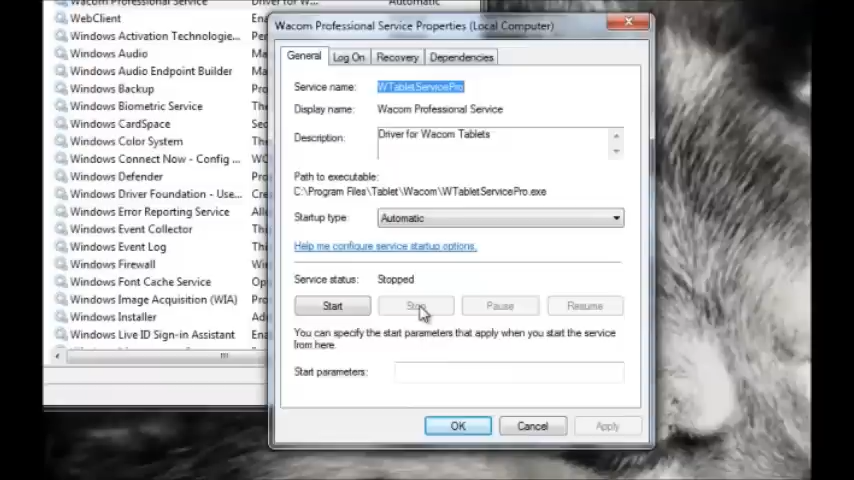 Wacom Professional Service
Automatic
WebClient
Windows Activation Technologie...
Windows Audio
Windows Audio Endpoint Builder
Windows Backup
Windows Biometric Service
Windows CardSpace
Windows Color System
Windows Connect Now - Config ...
Windows Defender
Windows Driver Foundation - Use...
Windows Error Reporting Service
Windows Event Collector
Windows Event Log
Windows Firewall
Windows Font Cache Service
Windows Image Acquisition (WIA)
Windows Installer
Windows Live ID Sign-in Assistant
Wacom Professional Service Properties (Local Computer)
General Log On Recovery Dependencies
Service name: WTabletServicePro
Display name: Wacom Professional Service
Description: Driver for Wacom Tablets
Path to executable:
C:\Program Files\Tablet\Wacom\WTabletServicePro.exe
Startup type: Automatic
Help me configure service startup options.
Service status: Stopped
Start Stop Pause Resume
You can specify the start parameters that apply when you start the service
from here.
Start parameters:
OK Cancel Apply